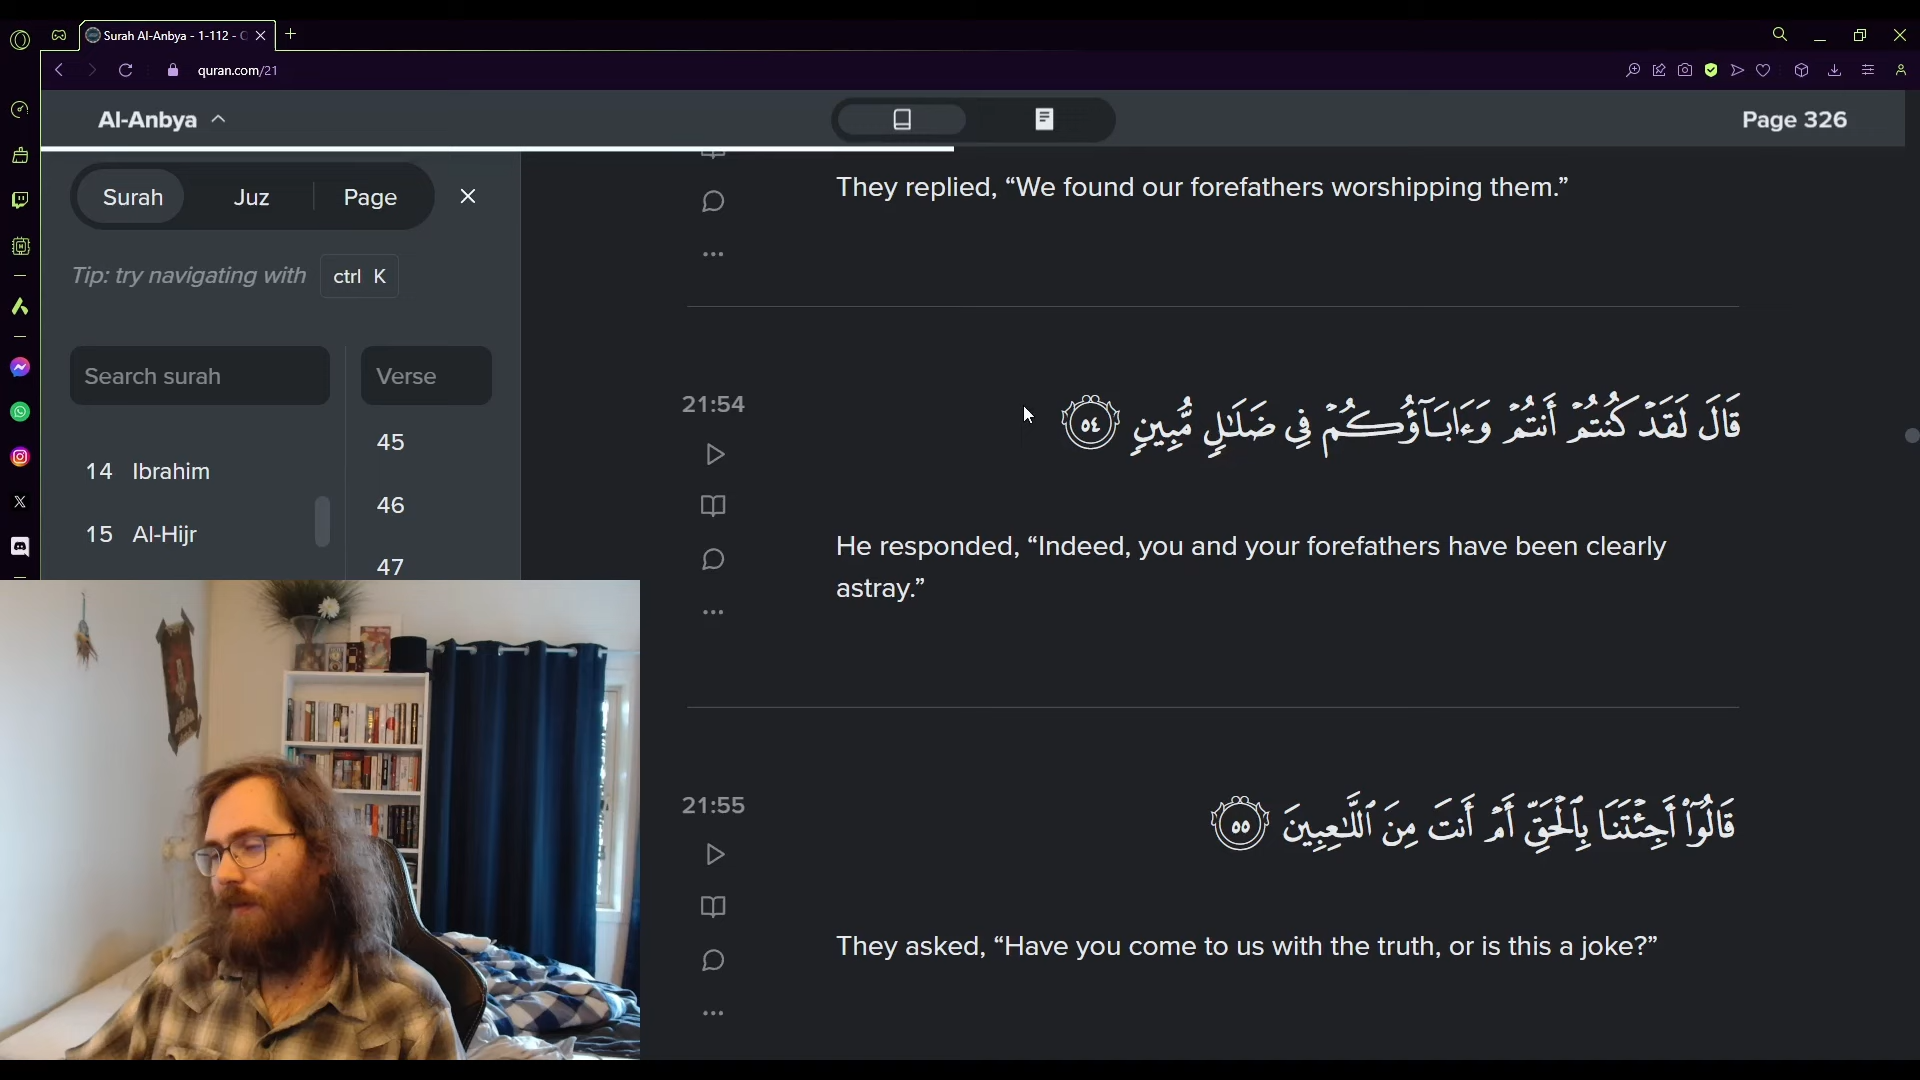 Surah Al-Anbya - 1-112 -
quran.com/21
Al-Anbya
Page 326
Surah
Juz
Page
Tip: try navigating with ctrl K
Search surah
Verse
14 Ibrahim
15 Al-Hijr
45
46
47
They replied, “We found our forefathers worshipping them.”
21:54
قَالَ لَقَدْ كُنتُمْ أَنتُمْ وَءَابَآؤُكُمْ فِى ضَلَـٰلٍ مُّبِينٍ ٥٤
He responded, “Indeed, you and your forefathers have been clearly
astray.”
21:55
قَالُوٓا۟ أَجِئْتَنَا بِٱلْحَقِّ أَمْ أَنتَ مِنَ ٱللَّـٰعِبِينَ ٥٥
They asked, “Have you come to us with the truth, or is this a joke?”